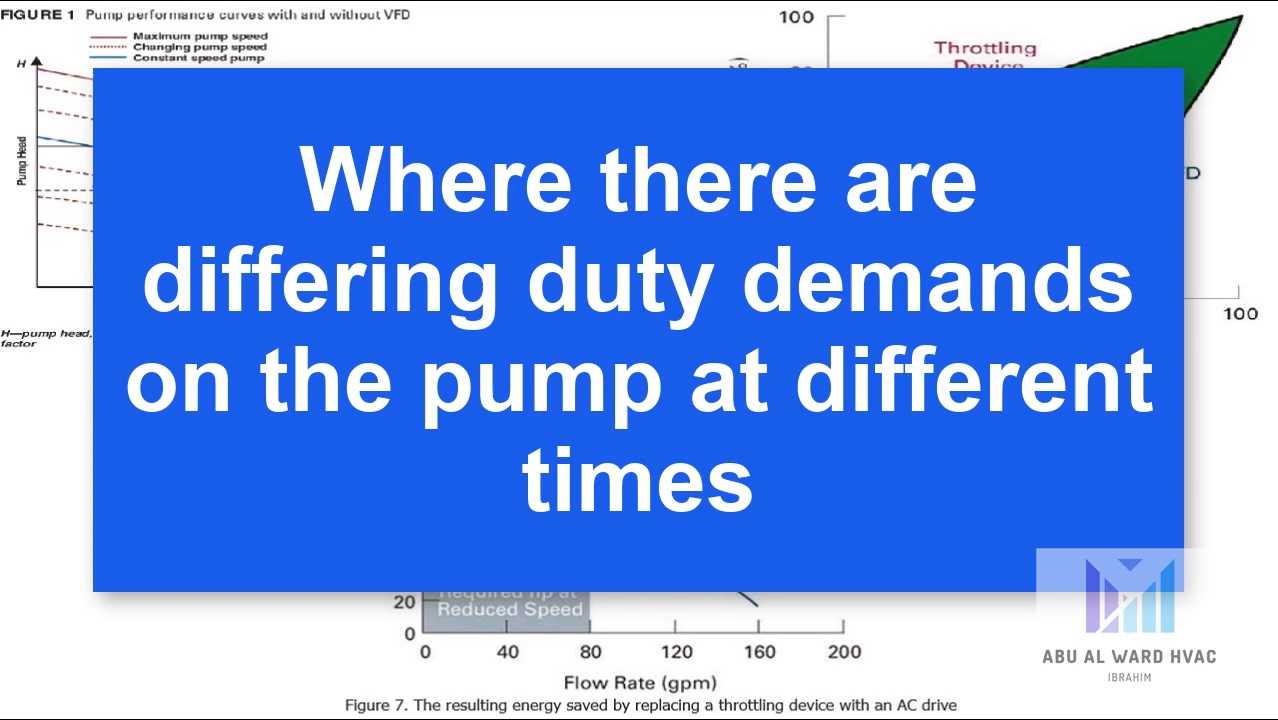 FIGURE 1 Pump performance curves with and without VFD
Maximum pump speed
Changing pump speed
Constant speed pump
H
Pump Head
H—pump head,
factor
100
Throttling
Device
100
Where there are
differing duty demands
on the pump at different
times
Required hp at
Reduced Speed
20
0
0 40 80 120 160 200
Flow Rate (gpm)
Figure 7. The resulting energy saved by replacing a throttling device with an AC drive
ABU AL WARD HVAC
IBRAHIM